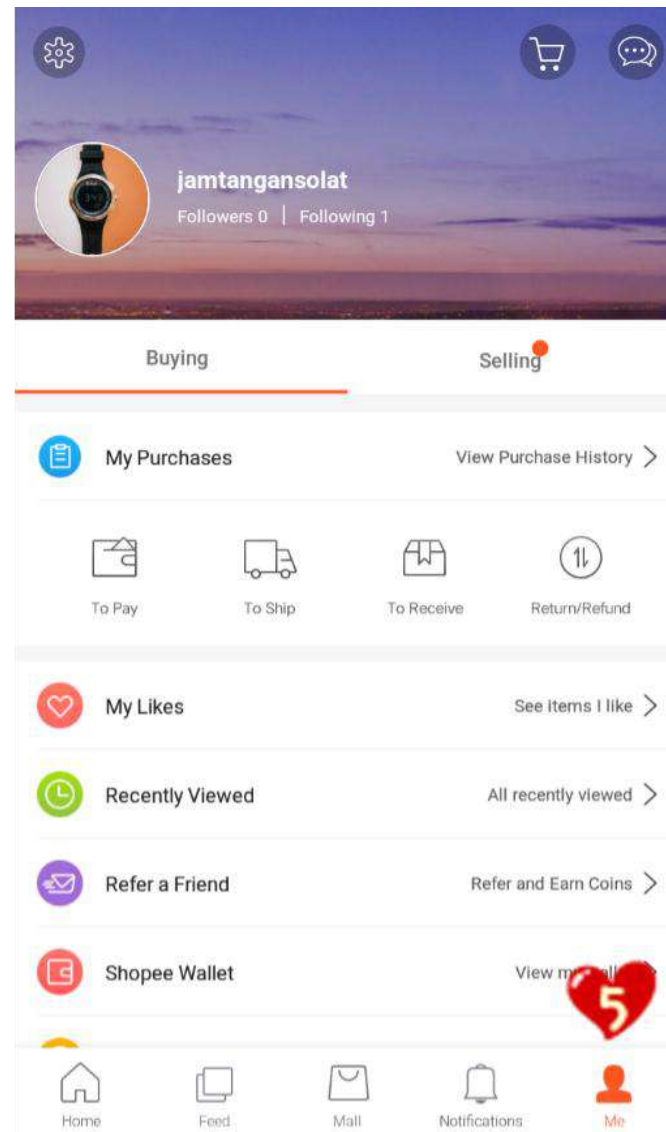 jamtangansolat
Followers 0 | Following 1
Buying Selling
My Purchases View Purchase History
To Pay To Ship To Receive Return/Refund
My Likes See items I like
Recently Viewed All recently viewed
Refer a Friend Refer and Earn Coins
Shopee Wallet View
5
Home Feed Mall Notifications Me